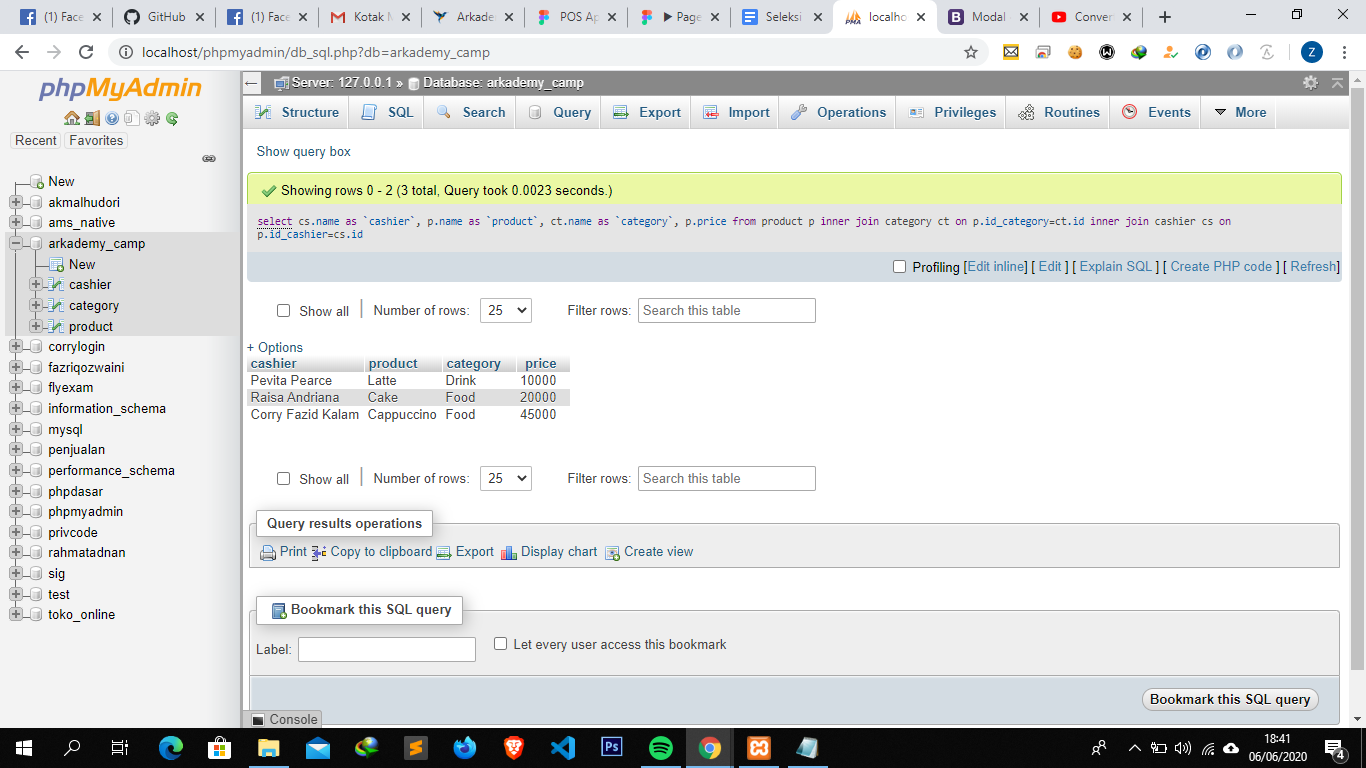 (1) Face
GitHub
(1) Face
Kotak M
Arkade
POS Ap
Page
Seleksi
localho
Modal
Conver
localhost/phpmyadmin/db_sql.php?db=arkademy_camp
Z
phpMyAdmin
Recent Favorites
New
akmalhudori
ams_native
arkademy_camp
New
cashier
category
product
corrylogin
fazriqozwaini
flyexam
information_schema
mysql
penjualan
performance_schema
phpdasar
phpmyadmin
privcode
rahmatadnan
sig
test
toko_online
Server: 127.0.0.1 » Database: arkademy_camp
Structure SQL Search Query Export Import Operations Privileges Routines Events More
Show query box
Showing rows 0 - 2 (3 total, Query took 0.0023 seconds.)
select cs.name as `cashier`, p.name as `product`, ct.name as `category`, p.price from product p inner join category ct on p.id_category=ct.id inner join cashier cs on
p.id_cashier=cs.id
Profiling [Edit inline] [ Edit ] [ Explain SQL ] [ Create PHP code ] [ Refresh]
Show all Number of rows: 25 Filter rows: Search this table
+ Options
cashier product category price
Pevita Pearce Latte Drink 10000
Raisa Andriana Cake Food 20000
Corry Fazid Kalam Cappuccino Food 45000
Show all Number of rows: 25 Filter rows: Search this table
Query results operations
Print Copy to clipboard Export Display chart Create view
Bookmark this SQL query
Label: Let every user access this bookmark
Bookmark this SQL query
Console
Ps
18:41
06/06/2020
4